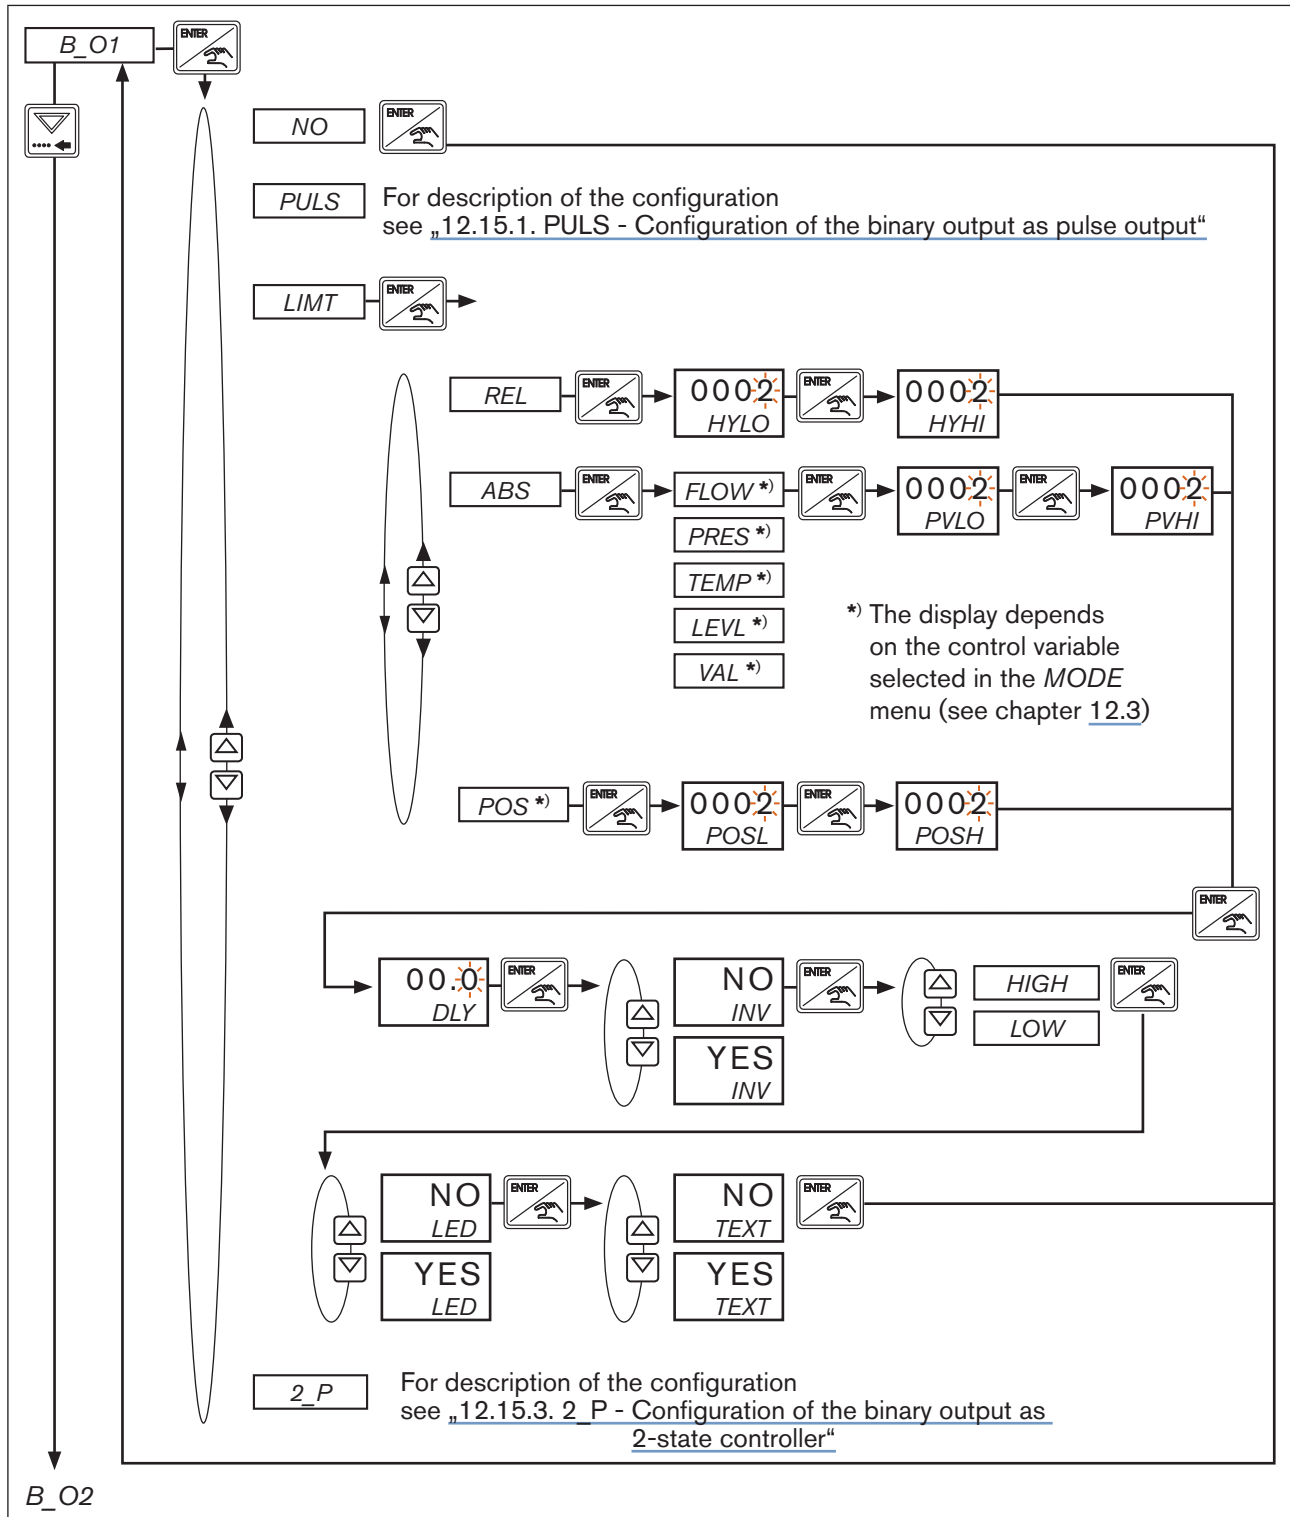 B_O1 ENTER
NO ENTER
PULS For description of the configuration
see „12.15.1. PULS - Configuration of the binary output as pulse output“
LIMT ENTER
REL ENTER 0002 ENTER 0002
HYLO HYHI
ABS ENTER FLOW *) ENTER 0002 ENTER 0002
PVLO PVHI
PRES *)
TEMP *)
LEVL *)
VAL *)
*) The display depends
on the control variable
selected in the MODE
menu (see chapter 12.3)
POS *) ENTER 0002 ENTER 0002
POSL POSH
ENTER
00.0 ENTER NO ENTER HIGH ENTER
DLY INV LOW
YES
INV
NO ENTER NO ENTER
LED TEXT
YES YES
LED TEXT
2_P For description of the configuration
see „12.15.3. 2_P - Configuration of the binary output as
2-state controller“
B_O2